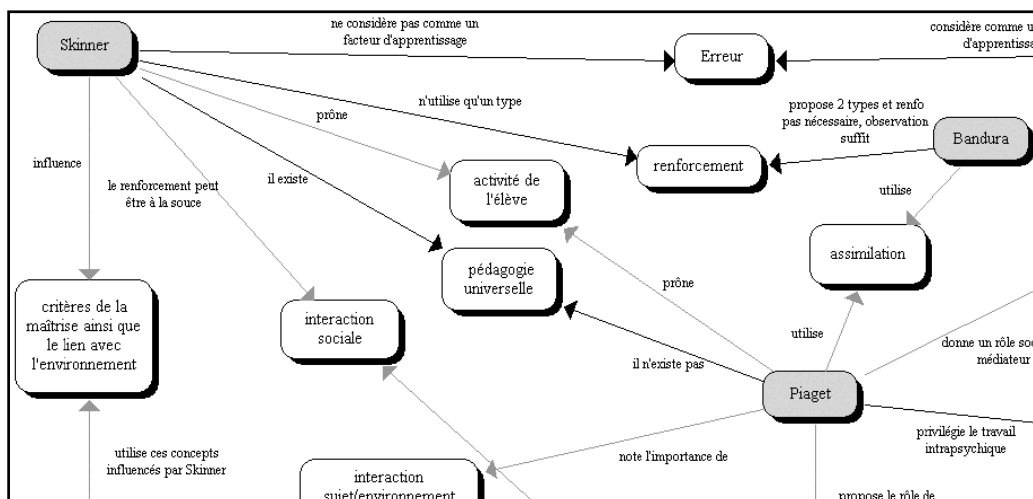 ne considère pas comme un
facteur d'apprentissage
Skinner
Erreur
considère comme u
d'apprentissa
n'utilise qu'un type
prône
propose 2 types et renfo
pas nécessaire, observation
suffit
Bandura
influence
il existe
renforcement
le renforcement peut
être à la souce
activité de
l'élève
utilise
assimilation
pédagogie
universelle
prône
critères de la
maîtrise ainsi que
le lien avec
l'environnement
interaction
sociale
utilise
donne un rôle soc
médiateur
il n'existe pas
Piaget
privilégie le travail
intrapsychique
utilise ces concepts
influencés par Skinner
note l'importance de
interaction
sujet/environnement
propose le rôle de